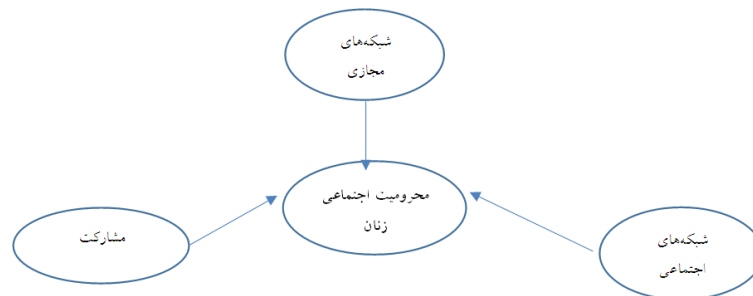 شبکه‌های
مجازی
محرومیت اجتماعی
زنان
شبکه‌های
اجتماعی
مشارکت